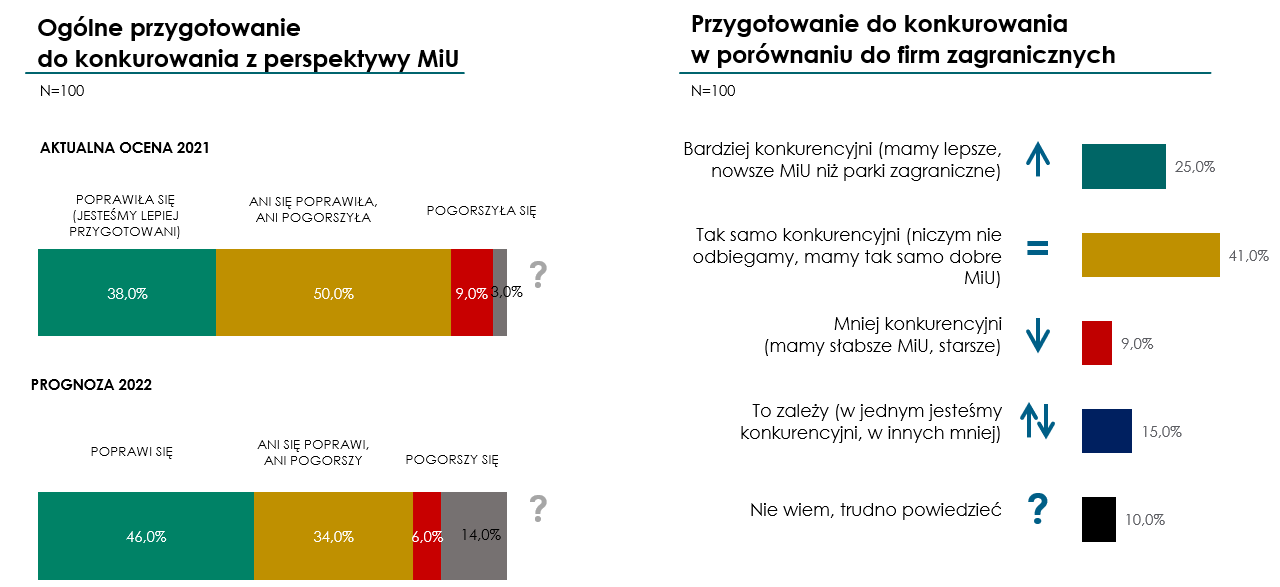 Ogólne przygotowanie
do konkurowania z perspektywy MiU
N=100
AKTUALNA OCENA 2021
POPRAWIŁA SIĘ
(JESTEŚMY LEPIEJ
PRZYGOTOWANI)
ANI SIĘ POPRAWIŁA,
ANI POGORSZYŁA
POGORSZYŁA SIĘ
38,0%
50,0%
9,0%
3,0%
?
PROGNOZA 2022
POPRAWI SIĘ
ANI SIĘ POPRAWI,
ANI POGORSZY
POGORSZY SIĘ
46,0%
34,0%
6,0%
14,0%
?
Przygotowanie do konkurowania
w porównaniu do firm zagranicznych
N=100
Bardziej konkurencyjni (mamy lepsze,
nowsze MiU niż parki zagraniczne)
25,0%
Tak samo konkurencyjni (niczym nie
odbiegamy, mamy tak samo dobre
MiU)
=
41,0%
Mniej konkurencyjni
(mamy słabsze MiU, starsze)
9,0%
To zależy (w jednym jesteśmy
konkurencyjni, w innych mniej)
15,0%
Nie wiem, trudno powiedzieć
?
10,0%